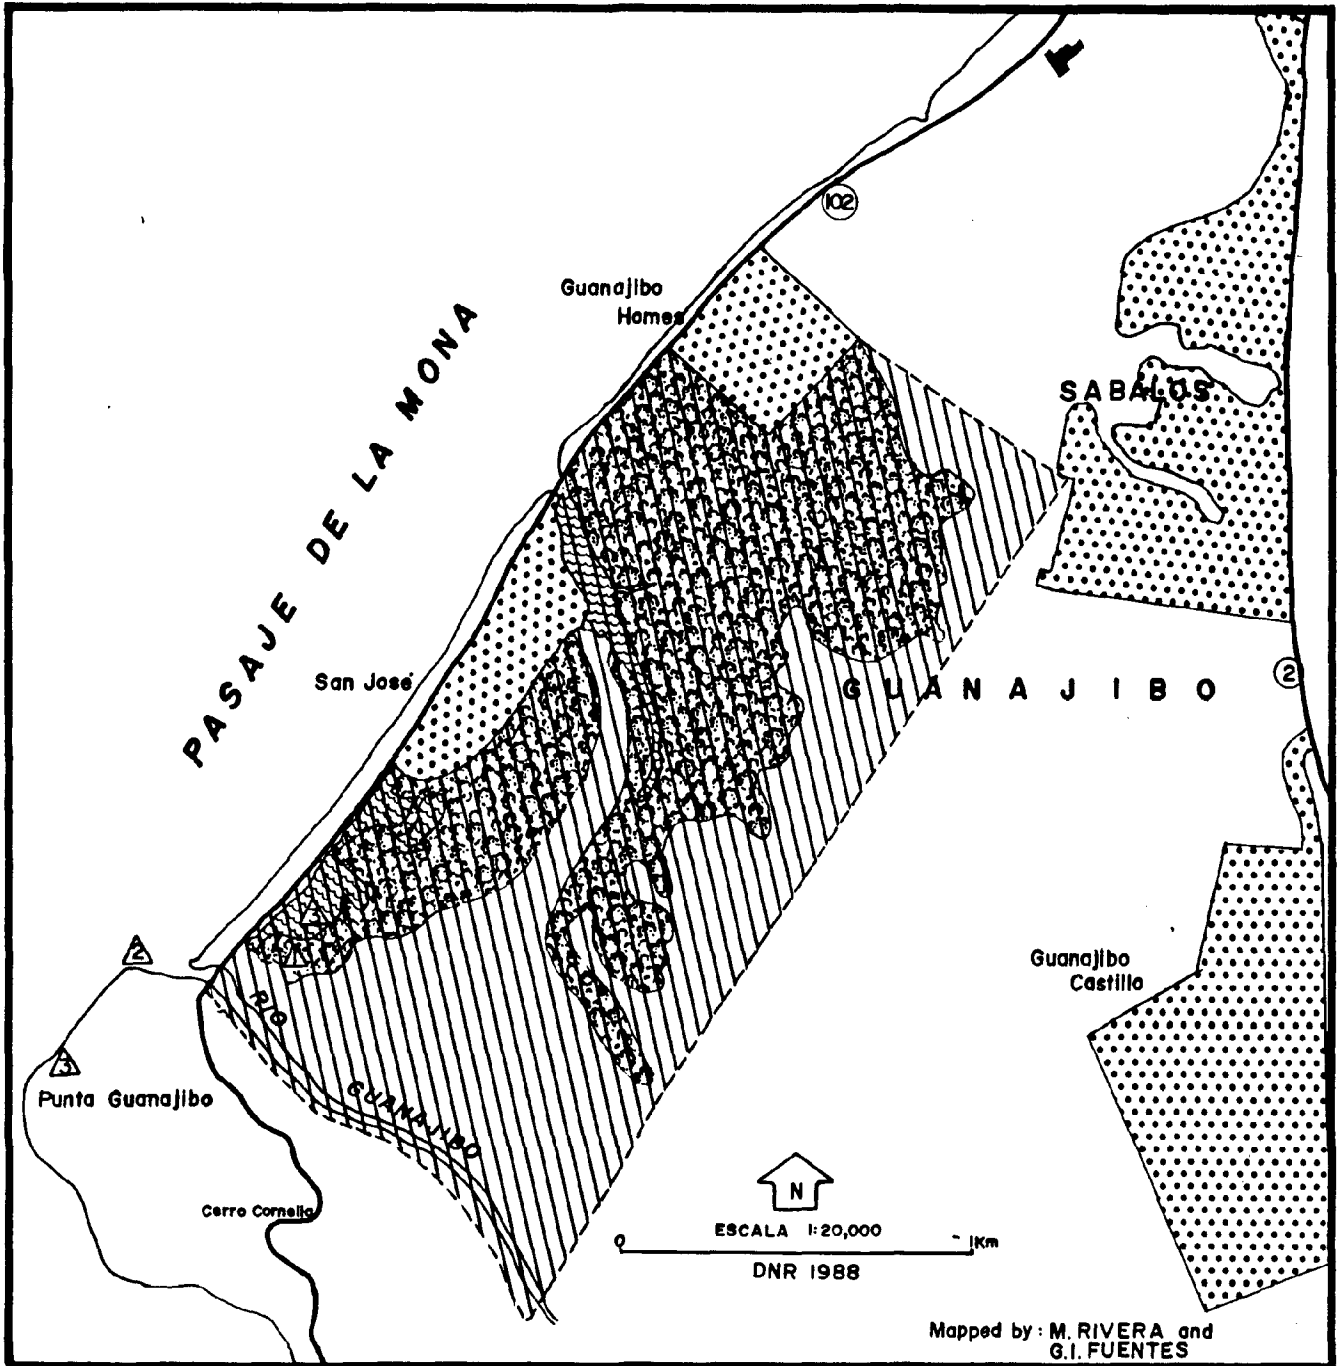 102
Guanajibo
Homes
PASAJE DE LA MONA
SABALOS
San José
GUANAJIBO
2
2
3
Punta Guanajibo
RIO
GUANAJIBO
Guanajibo
Castillo
Cerro Cornelia
N
ESCALA 1:20,000
0 1Km
DNR 1988
Mapped by: M. RIVERA and
G.I. FUENTES